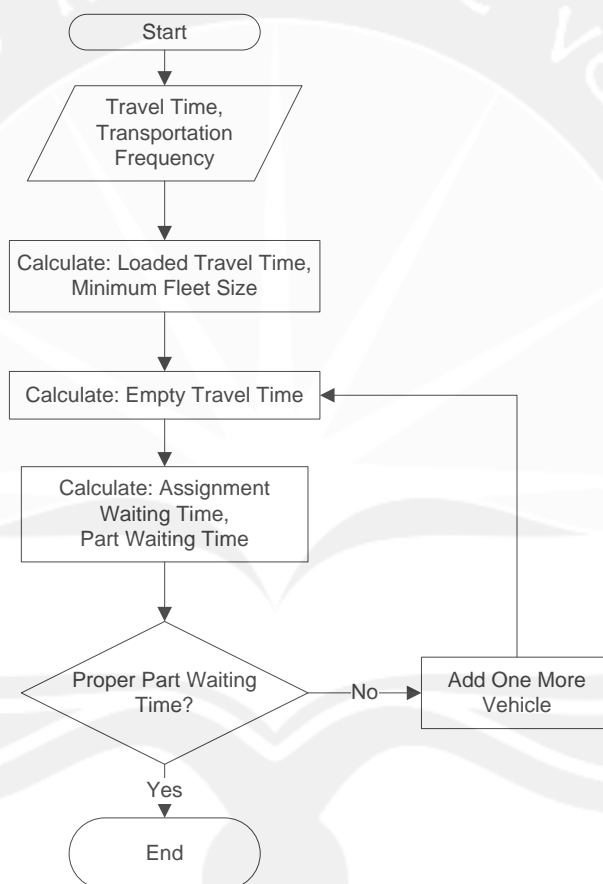 Start
Travel Time,
Transportation
Frequency
Calculate: Loaded Travel Time,
Minimum Fleet Size
Calculate: Empty Travel Time
Calculate: Assignment
Waiting Time,
Part Waiting Time
Proper Part Waiting
Time?
No
Add One More
Vehicle
Yes
End